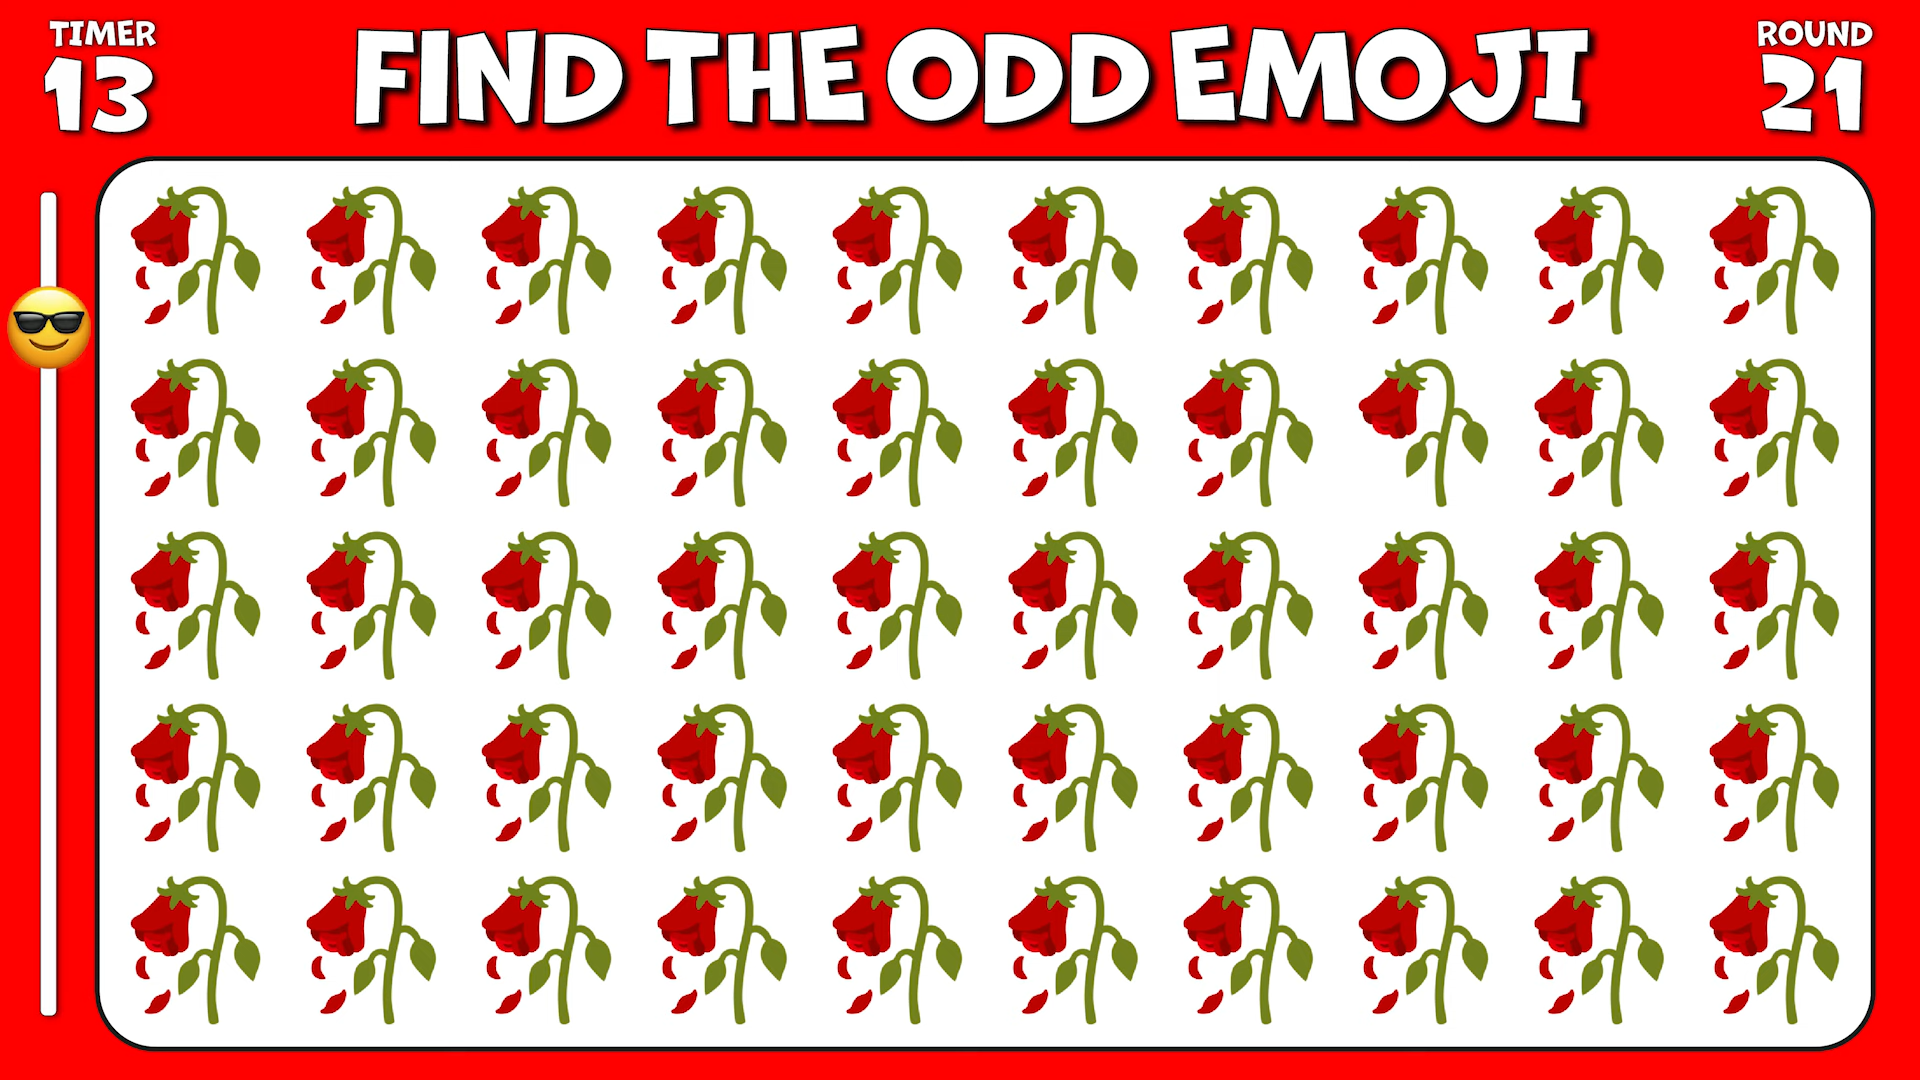 TIMER
13
FIND THE ODD EMOJI
ROUND
21